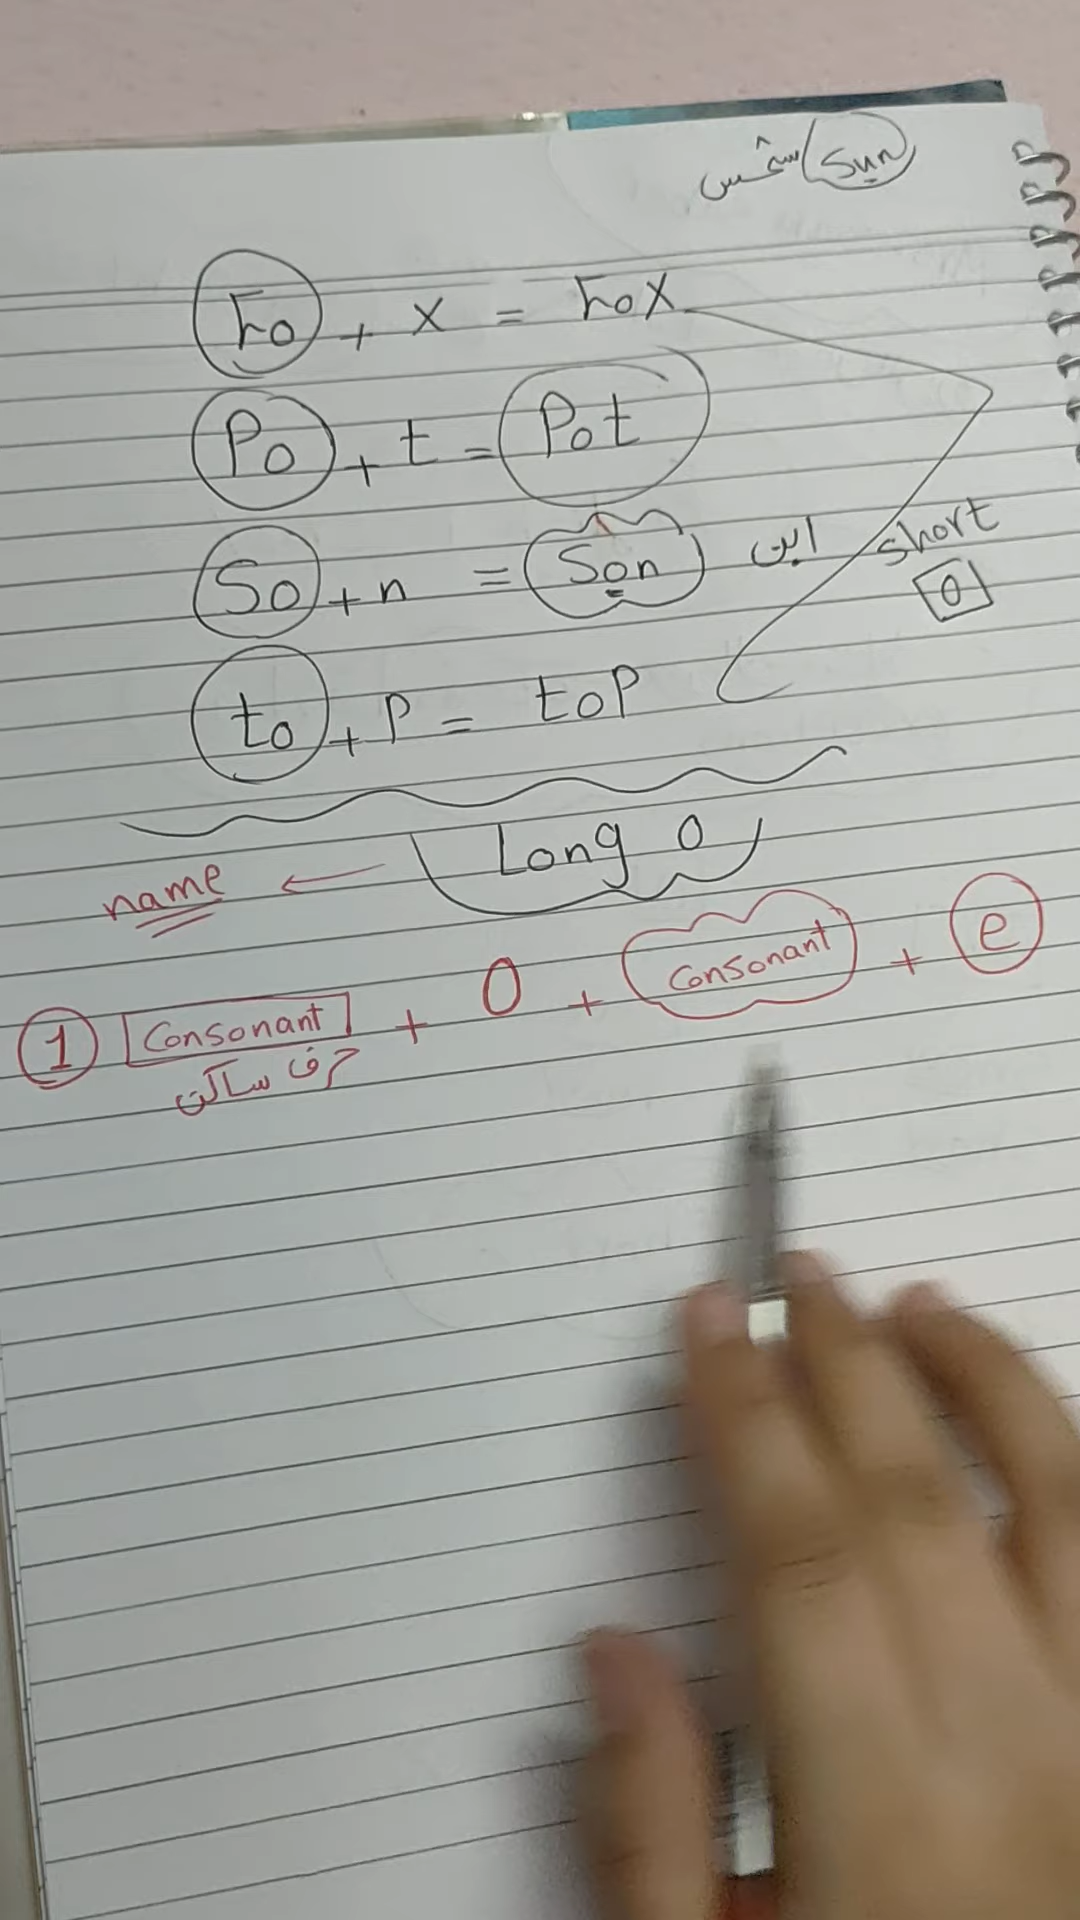 شمس / sun
Fo + x = Fox
Po + t = Pot
So + n = Son ابن short
o
to + P = toP
Long O
name
1 Consonant + O + Consonant + e
حرف ساكن